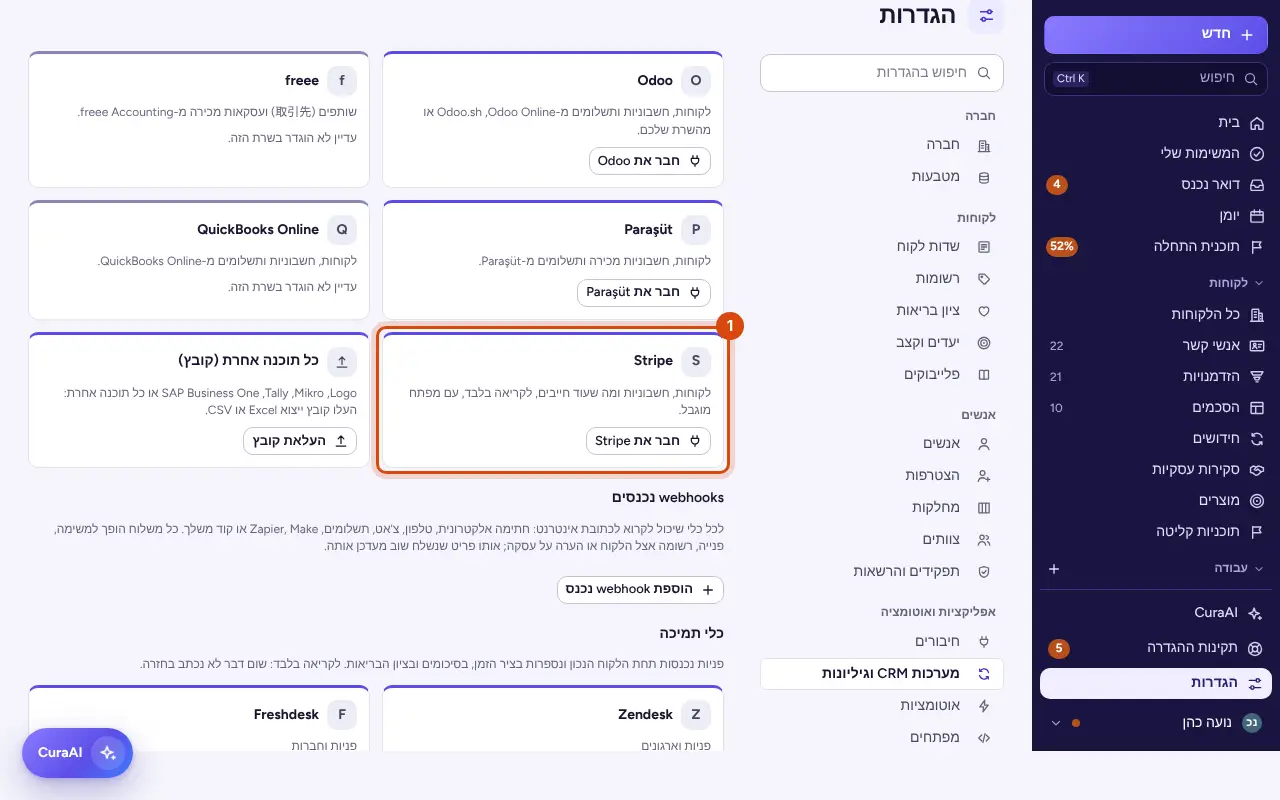 חדש
חיפוש
Ctrl K
בית
המשימות שלי
דואר נכנס
4
יומן
תוכנית התחלה
52%
לקוחות
כל הלקוחות
אנשי קשר
22
הזדמנויות
21
הסכמים
10
חידושים
סקירות עסקיות
מוצרים
תוכניות קליטה
עבודה
CuraAI
תקינות ההגדרה
5
הגדרות
נכ
נועה כהן
הגדרות
חיפוש בהגדרות
חברה
חברה
מטבעות
לקוחות
שדות לקוח
רשומות
ציון בריאות
יעדים וקצב
פלייבוקים
אנשים
אנשים
הצטרפות
מחלקות
צוותים
תפקידים והרשאות
אפליקציות ואוטומציה
חיבורים
מערכות CRM וגיליונות
אוטומציות
מפתחים
O
Odoo
לקוחות, חשבוניות ותשלומים מ-Odoo Online,‏ Odoo.sh או
מהשרת שלכם.
חבר את Odoo
f
freee
שותפים (取引先) ועסקאות מכירה מ-freee Accounting.
עדיין לא הוגדר בשרת הזה.
P
Paraşüt
לקוחות, חשבוניות מכירה ותשלומים מ-Paraşüt.
חבר את Paraşüt
Q
QuickBooks Online
לקוחות, חשבוניות ותשלומים מ-QuickBooks Online.
עדיין לא הוגדר בשרת הזה.
1
S
Stripe
לקוחות, חשבוניות ומה שעוד חייבים, לקריאה בלבד, עם מפתח
מוגבל.
חבר את Stripe
כל תוכנה אחרת (קובץ)
Logo,‏ Mikro,‏ Tally,‏ SAP Business One או כל תוכנה אחרת:
העלו קובץ ייצוא Excel או CSV.
העלאת קובץ
webhooks נכנסים
לכל כלי שיכול לקרוא לכתובת אינטרנט: חתימה אלקטרונית, טלפון, צ'אט, תשלומים, Zapier, Make או קוד משלך. כל משלוח הופך למשימה,
פנייה, רשומה אצל הלקוח או הערה על עסקה; אותו פריט שנשלח שוב מעדכן אותה.
הוספת webhook נכנס
כלי תמיכה
פניות נכנסות תחת הלקוח הנכון ונספרות בציר הזמן, בסיכומים ובציון הבריאות. לקריאה בלבד: שום דבר לא נכתב בחזרה.
Z
Zendesk
פניות וארגונים
F
Freshdesk
פניות וחברות
CuraAI